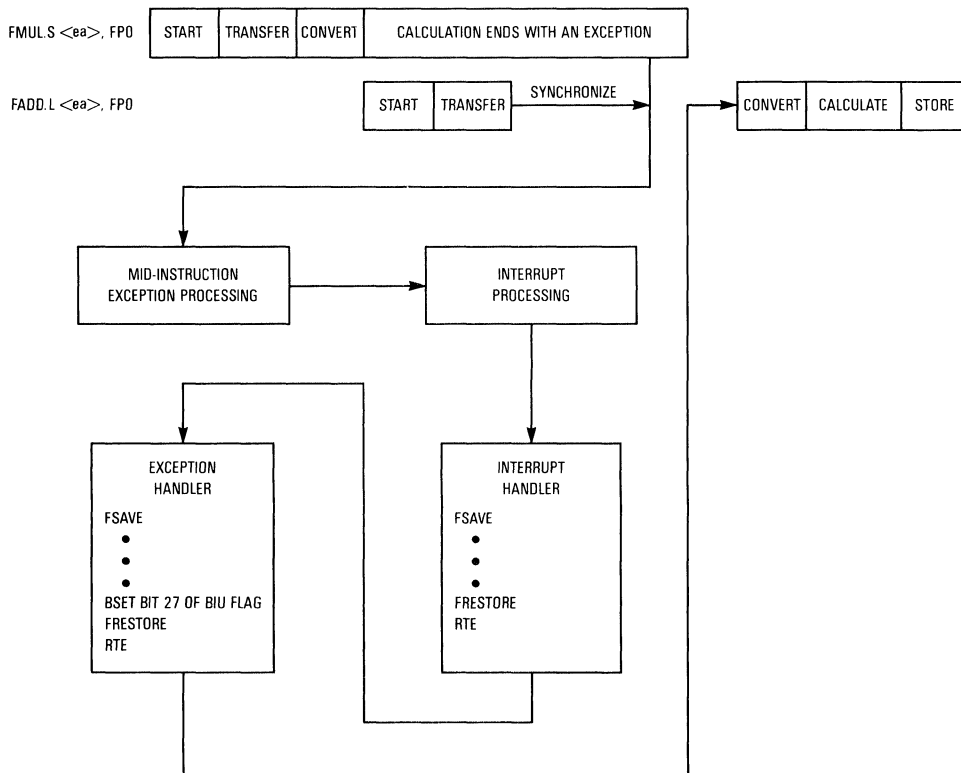 FMUL.S <ea>, FP0 START TRANSFER CONVERT CALCULATION ENDS WITH AN EXCEPTION
FADD.L <ea>, FP0 START TRANSFER SYNCHRONIZE CONVERT CALCULATE STORE
MID-INSTRUCTION
EXCEPTION PROCESSING
INTERRUPT
PROCESSING
EXCEPTION
HANDLER
FSAVE
•
•
•
BSET BIT 27 OF BIU FLAG
FRESTORE
RTE
INTERRUPT
HANDLER
FSAVE
•
•
•
FRESTORE
RTE